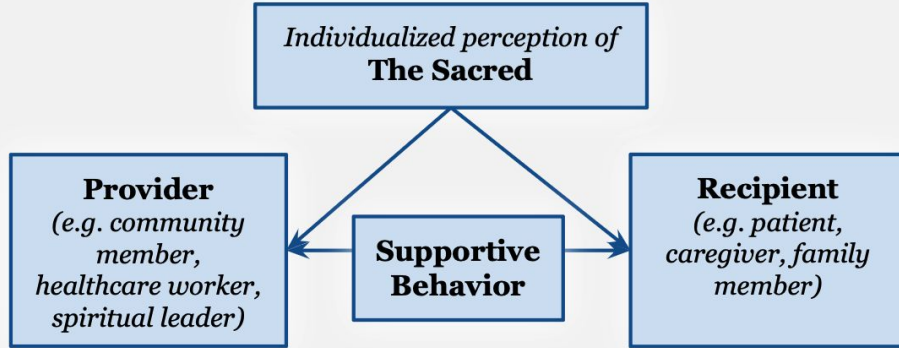 Individualized perception of
The Sacred
Provider
(e.g. community
member,
healthcare worker,
spiritual leader)
Supportive
Behavior
Recipient
(e.g. patient,
caregiver, family
member)